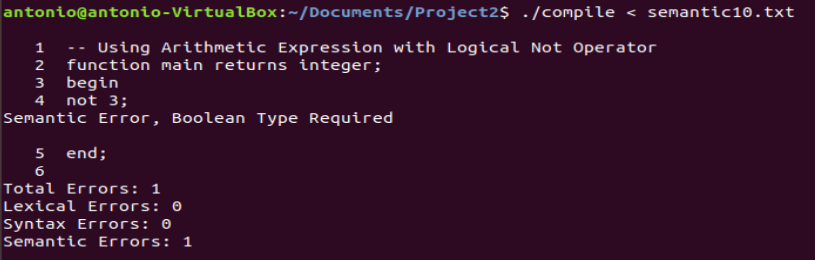 antonio@antonio-VirtualBox:~/Documents/Project2$ ./compile < semantic10.txt
1 -- Using Arithmetic Expression with Logical Not Operator
2 function main returns integer;
3 begin
4 not 3;
Semantic Error, Boolean Type Required
5 end;
6
Total Errors: 1
Lexical Errors: 0
Syntax Errors: 0
Semantic Errors: 1